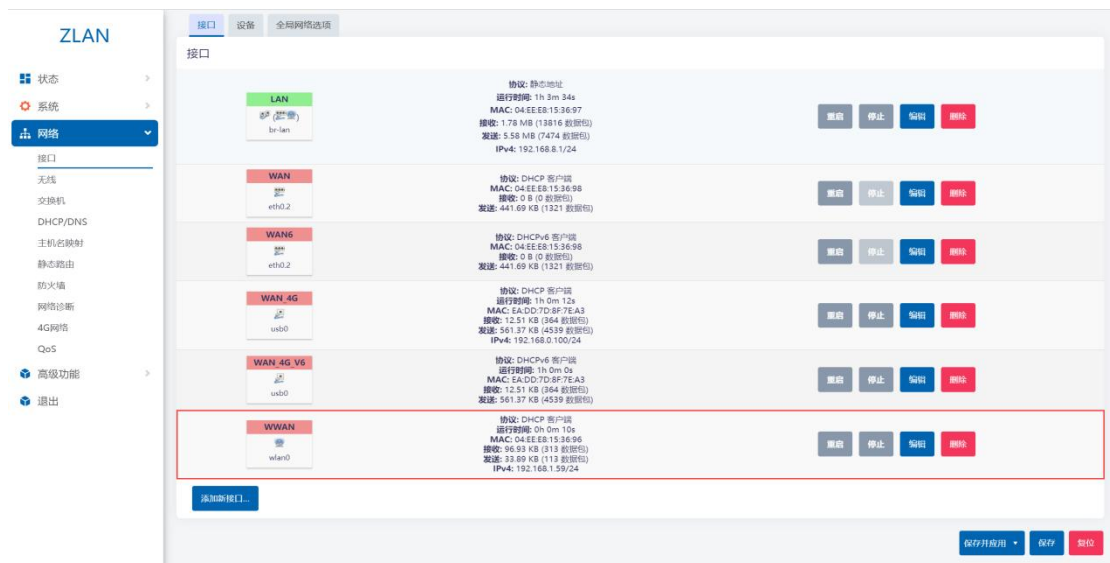 ZLAN
状态
系统
网络
接口
无线
交换机
DHCP/DNS
主机名映射
静态路由
防火墙
网络诊断
4G网络
QoS
高级功能
退出
接口 设备 全局网络选项
接口
LAN
br-lan
协议: 静态地址
运行时间: 1h 3m 34s
MAC: 04:EE:E8:15:36:97
接收: 1.78 MB (13816 数据包)
发送: 5.58 MB (7474 数据包)
IPv4: 192.168.8.1/24
重启 停止 编辑 删除
WAN
eth0.2
协议: DHCP 客户端
MAC: 04:EE:E8:15:36:98
接收: 0 B (0 数据包)
发送: 441.69 KB (1321 数据包)
重启 停止 编辑 删除
WAN6
eth0.2
协议: DHCPv6 客户端
MAC: 04:EE:E8:15:36:98
接收: 0 B (0 数据包)
发送: 441.69 KB (1321 数据包)
重启 停止 编辑 删除
WAN_4G
usb0
协议: DHCP 客户端
运行时间: 1h 0m 12s
MAC: EA:DD:7D:8F:7E:A3
接收: 12.51 KB (364 数据包)
发送: 561.37 KB (4539 数据包)
IPv4: 192.168.0.100/24
重启 停止 编辑 删除
WAN_4G_V6
usb0
协议: DHCPv6 客户端
运行时间: 1h 0m 0s
MAC: EA:DD:7D:8F:7E:A3
接收: 12.51 KB (364 数据包)
发送: 561.37 KB (4539 数据包)
重启 停止 编辑 删除
WWAN
wlan0
协议: DHCP 客户端
运行时间: 0h 0m 10s
MAC: 04:EE:E8:15:36:96
接收: 96.93 KB (313 数据包)
发送: 33.89 KB (113 数据包)
IPv4: 192.168.1.59/24
重启 停止 编辑 删除
添加新接口...
保存并应用 保存 复位